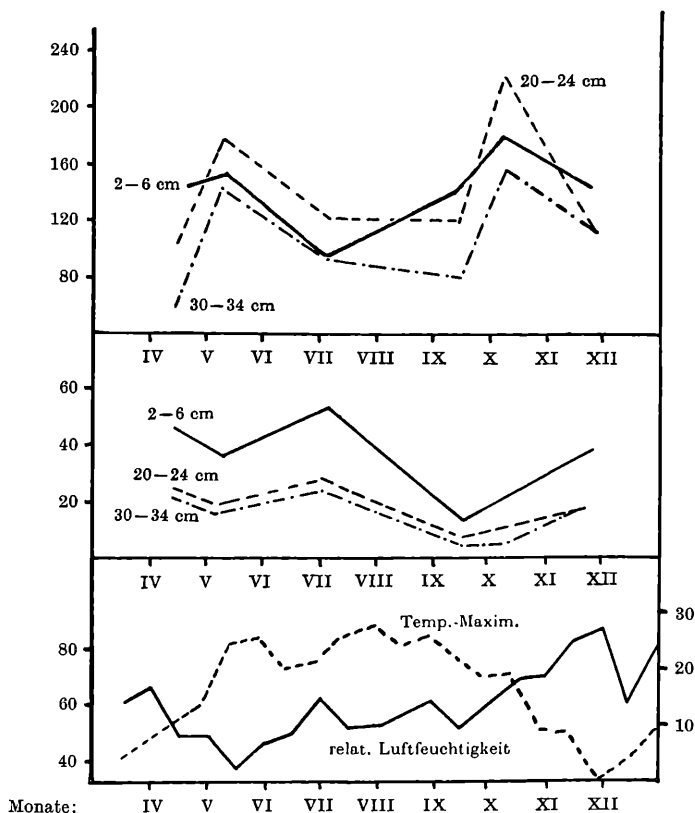 240
200
160
120
80
20–24 cm
2–6 cm
30–34 cm
IV V VI VII VIII IX X XI XII
60
40
20
2–6 cm
20–24 cm
30–34 cm
IV V VI VII VIII IX X XI XII
80
60
40
Temp.-Maxim.
relat. Luftfeuchtigkeit
30
20
10
Monate: IV V VI VII VIII IX X XI XII